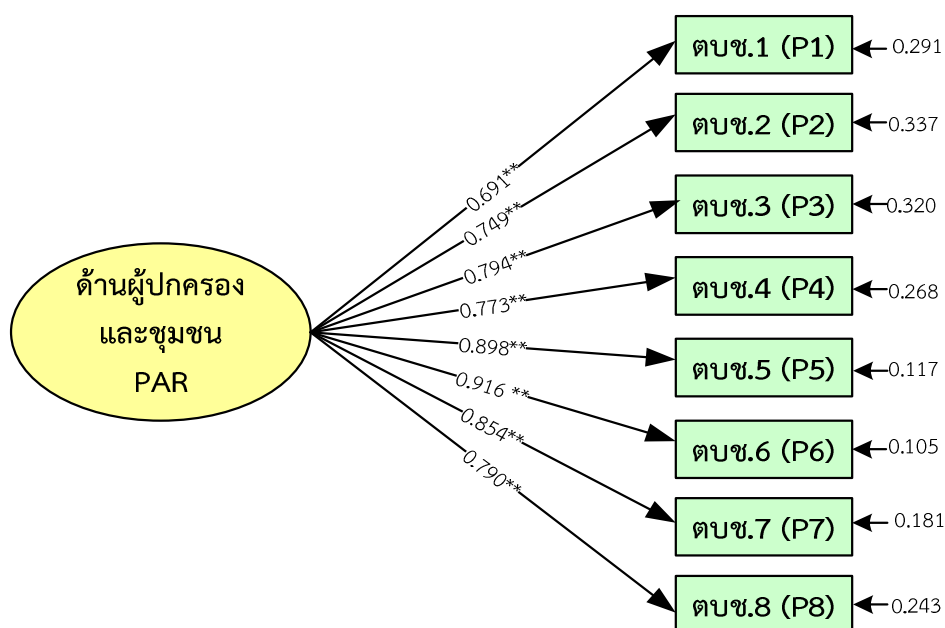 ตบช.1 (P1)
0.291
ตบช.2 (P2)
0.337
ตบช.3 (P3)
0.320
ตบช.4 (P4)
0.268
ตบช.5 (P5)
0.117
ตบช.6 (P6)
0.105
ตบช.7 (P7)
0.181
ตบช.8 (P8)
0.243
0.691**
0.749**
0.794**
0.773**
0.898**
0.916 **
0.854**
0.790**
ด้านผู้ปกครอง
และชุมชน
PAR